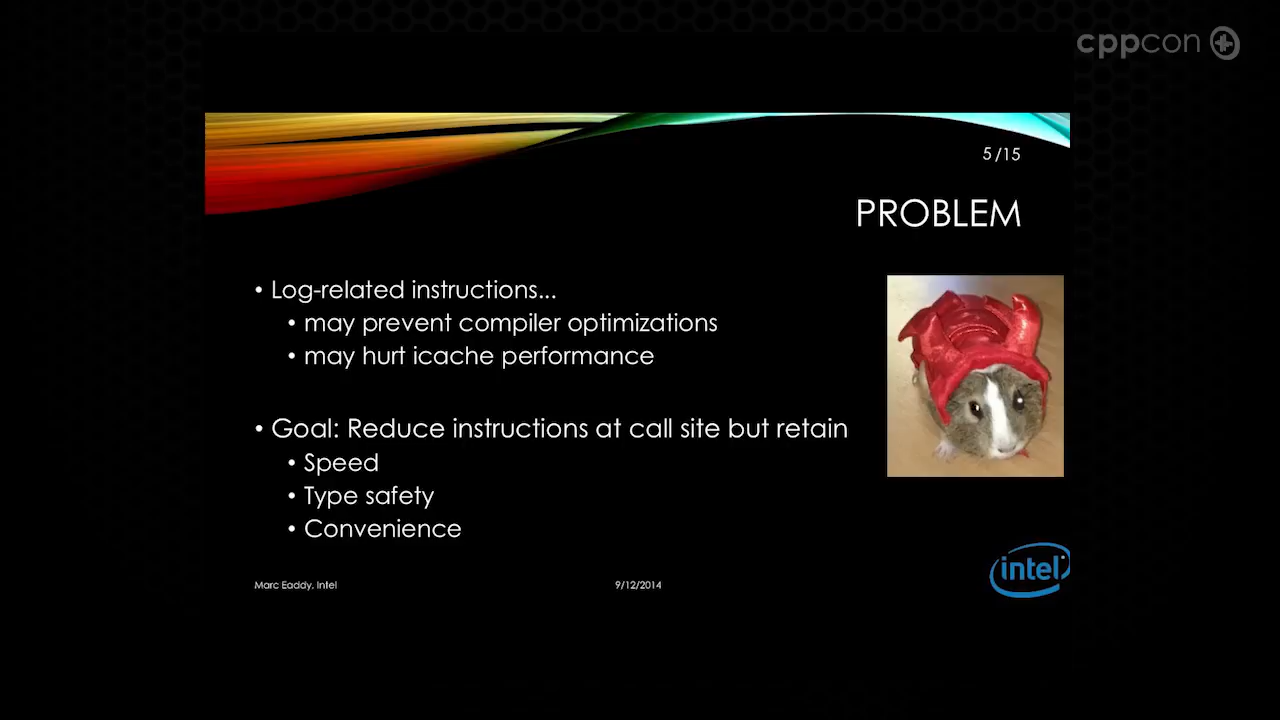 cppcon
5/15
PROBLEM
• Log-related instructions...
• may prevent compiler optimizations
• may hurt icache performance
• Goal: Reduce instructions at call site but retain
• Speed
• Type safety
• Convenience
Marc Eaddy, Intel
9/12/2014
intel